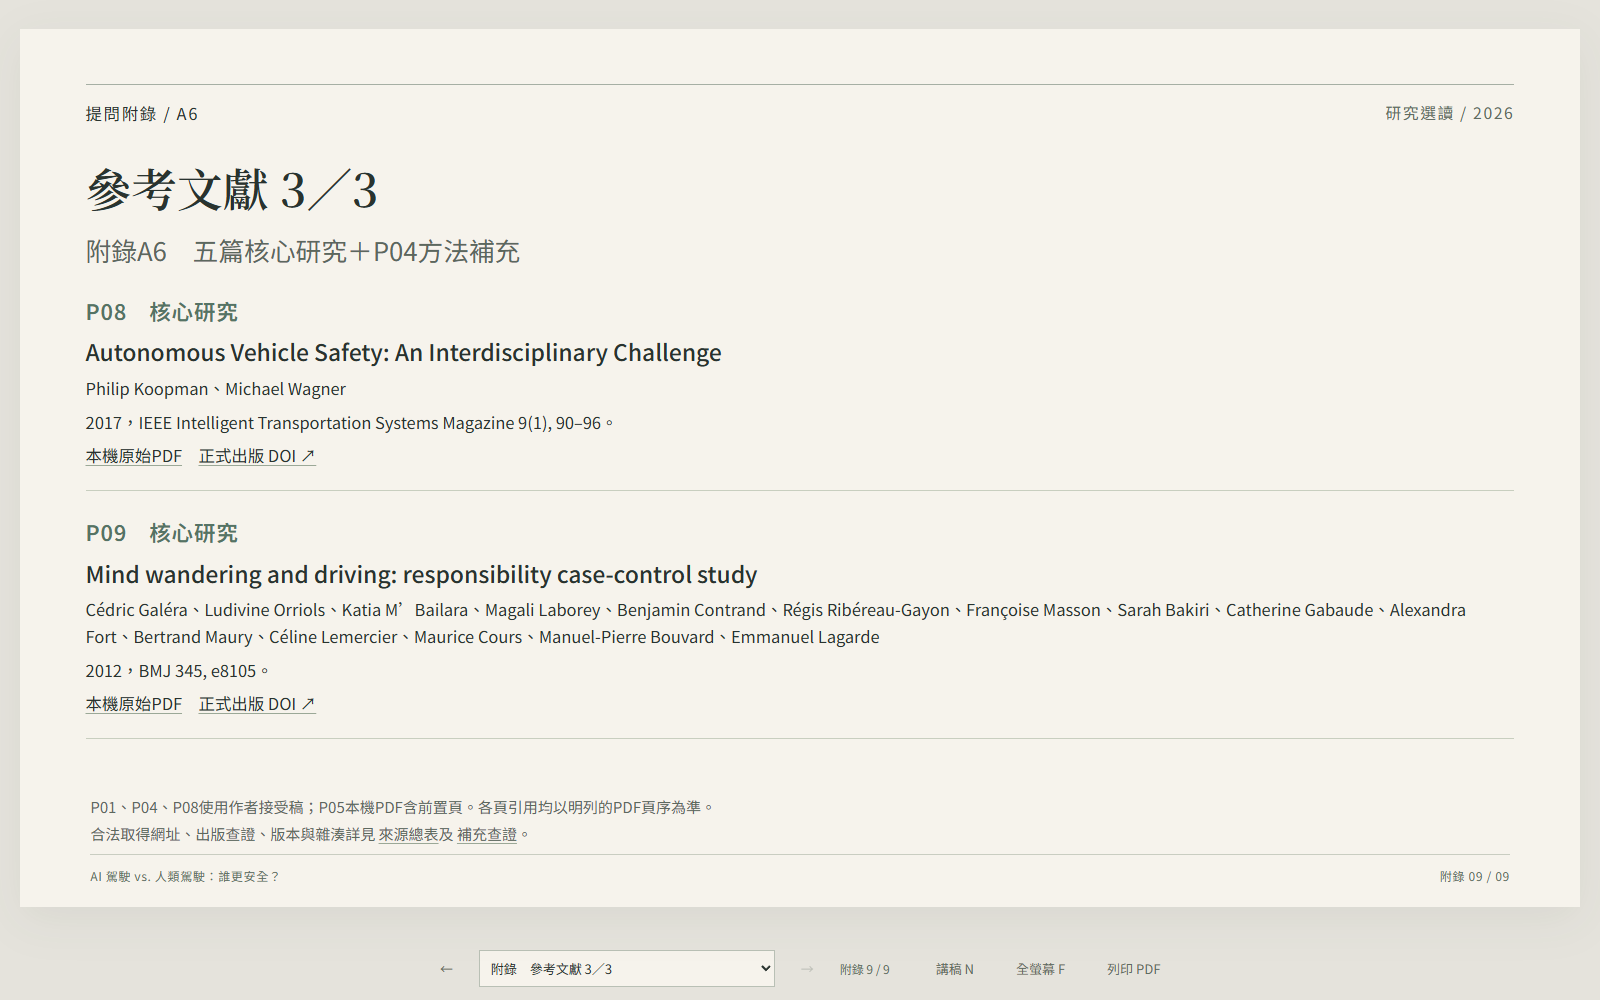 提問附錄 / A6
研究選讀 / 2026
參考文獻 3／3
附錄A6　五篇核心研究＋P04方法補充
P08　核心研究
Autonomous Vehicle Safety: An Interdisciplinary Challenge
Philip Koopman、Michael Wagner
2017，IEEE Intelligent Transportation Systems Magazine 9(1), 90–96。
本機原始PDF　正式出版 DOI ↗
P09　核心研究
Mind wandering and driving: responsibility case-control study
Cédric Galéra、Ludivine Orriols、Katia M’Bailara、Magali Laborey、Benjamin Contrand、Régis Ribéreau-Gayon、Françoise Masson、Sarah Bakiri、Catherine Gabaude、Alexandra
Fort、Bertrand Maury、Céline Lemercier、Maurice Cours、Manuel-Pierre Bouvard、Emmanuel Lagarde
2012，BMJ 345, e8105。
本機原始PDF　正式出版 DOI ↗
P01、P04、P08使用作者接受稿；P05本機PDF含前置頁。各頁引用均以明列的PDF頁序為準。
合法取得網址、出版查證、版本與雜湊詳見 來源總表及 補充查證。
AI 駕駛 vs. 人類駕駛：誰更安全？
附錄 09 / 09
← 附錄　參考文獻 3／3 → 附錄 9 / 9 講稿 N 全螢幕 F 列印 PDF